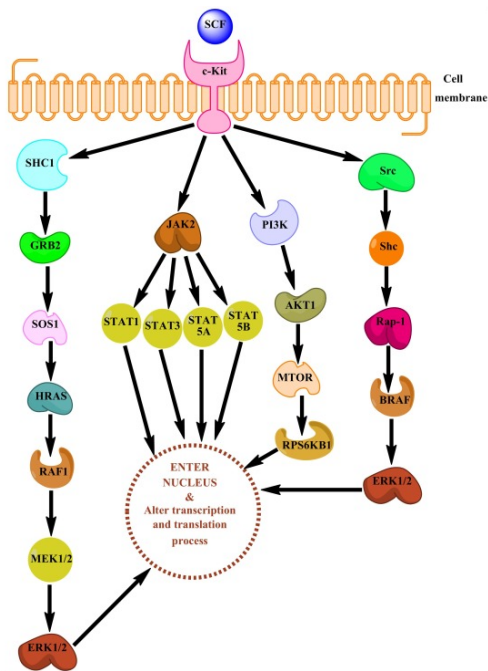 SCF
c-Kit
Cell
membrane
SHC1
Src
JAK2
PI3K
GRB2
Shc
STAT1
STAT3
STAT
5A
STAT
5B
AKT1
SOS1
Rap-1
MTOR
HRAS
BRAF
RPS6KB1
RAF1
ERK1/2
ENTER
NUCLEUS
&
Alter transcription
and translation
process
MEK1/2
ERK1/2